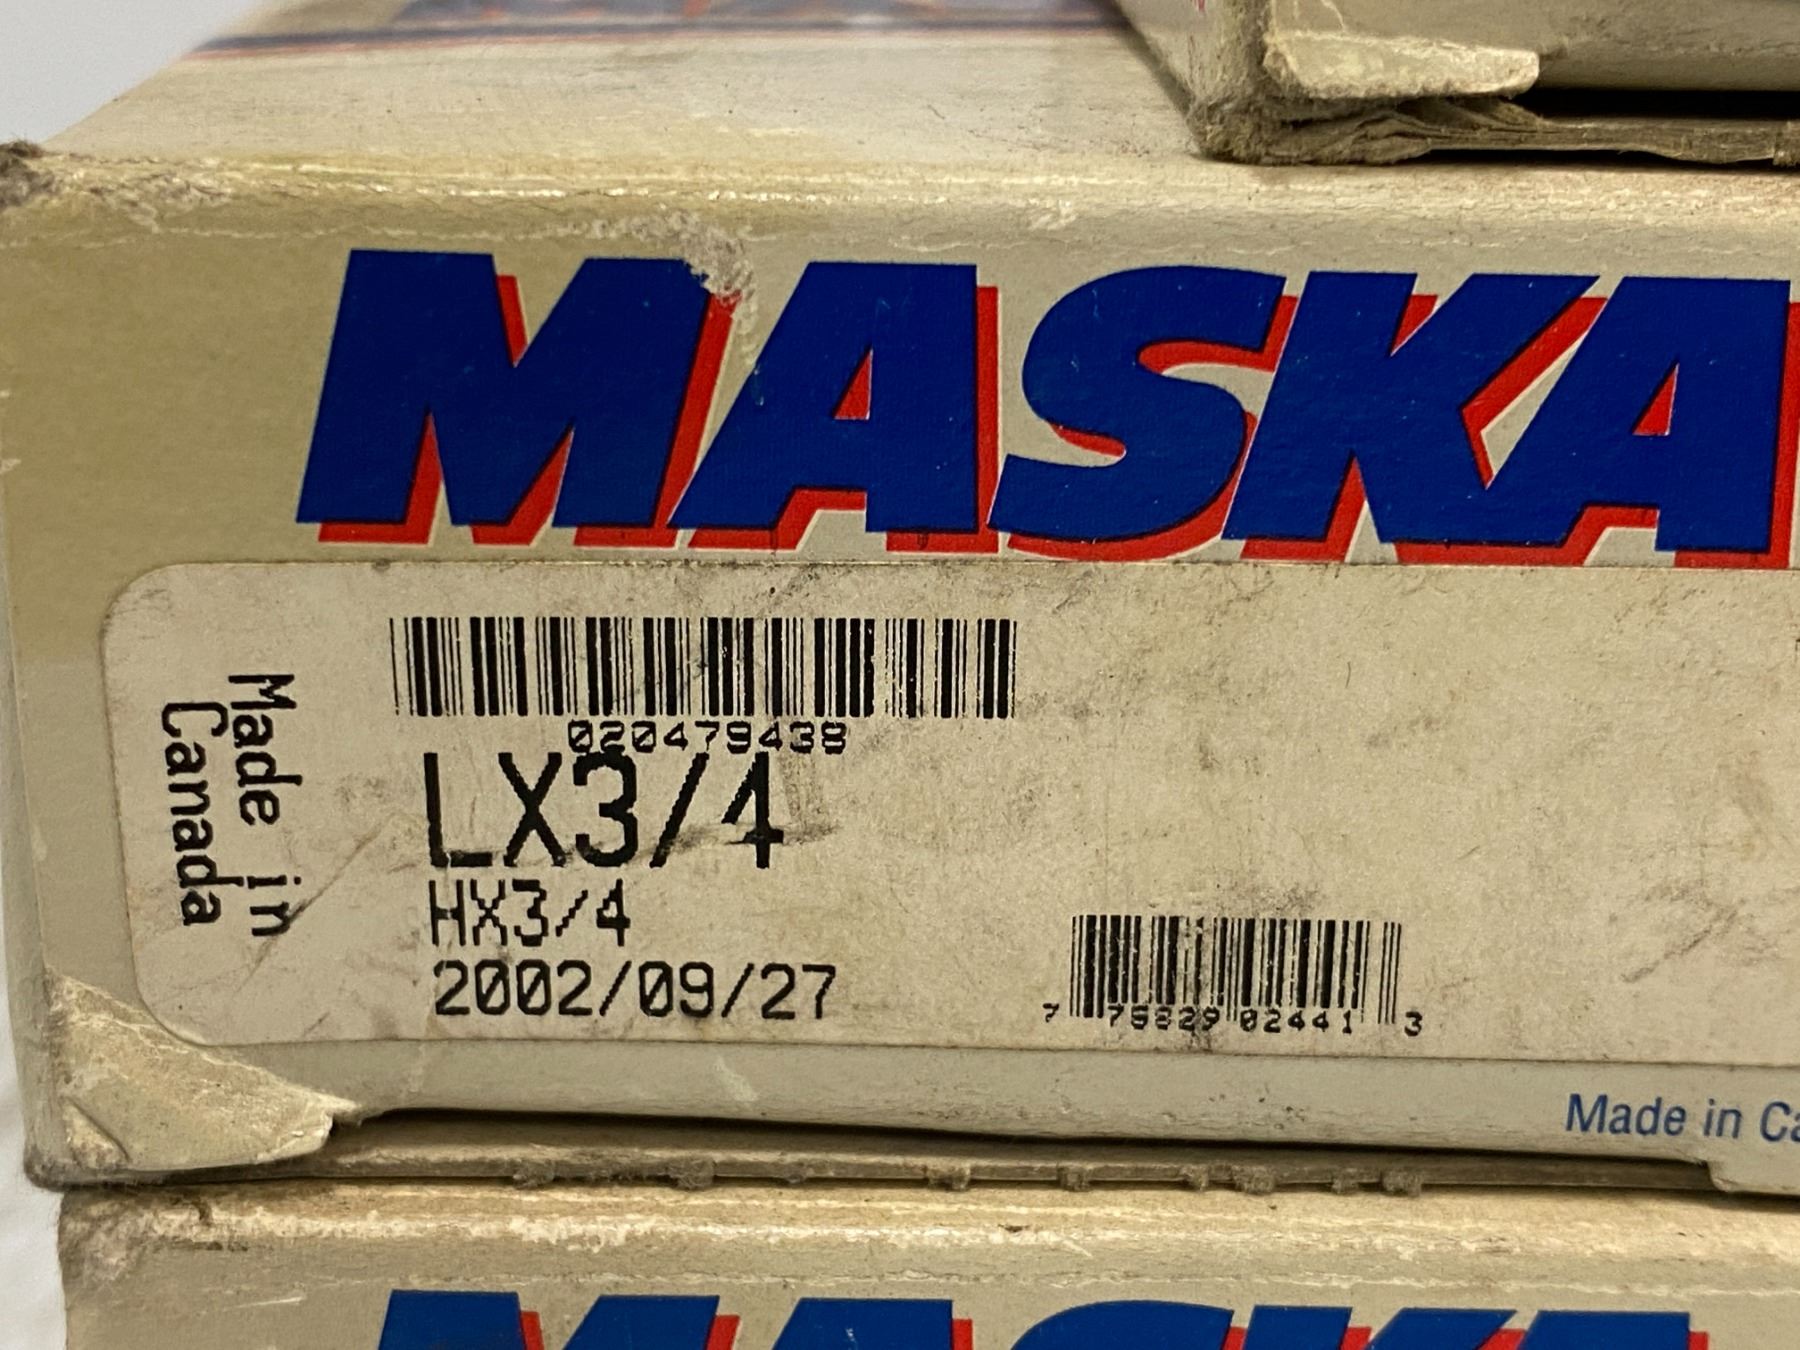 MASKA
Made in
Canada
020479438
LX3/4
HX3/4
2002/09/27
7 75829 02441 3
Made in Ca
MASKA